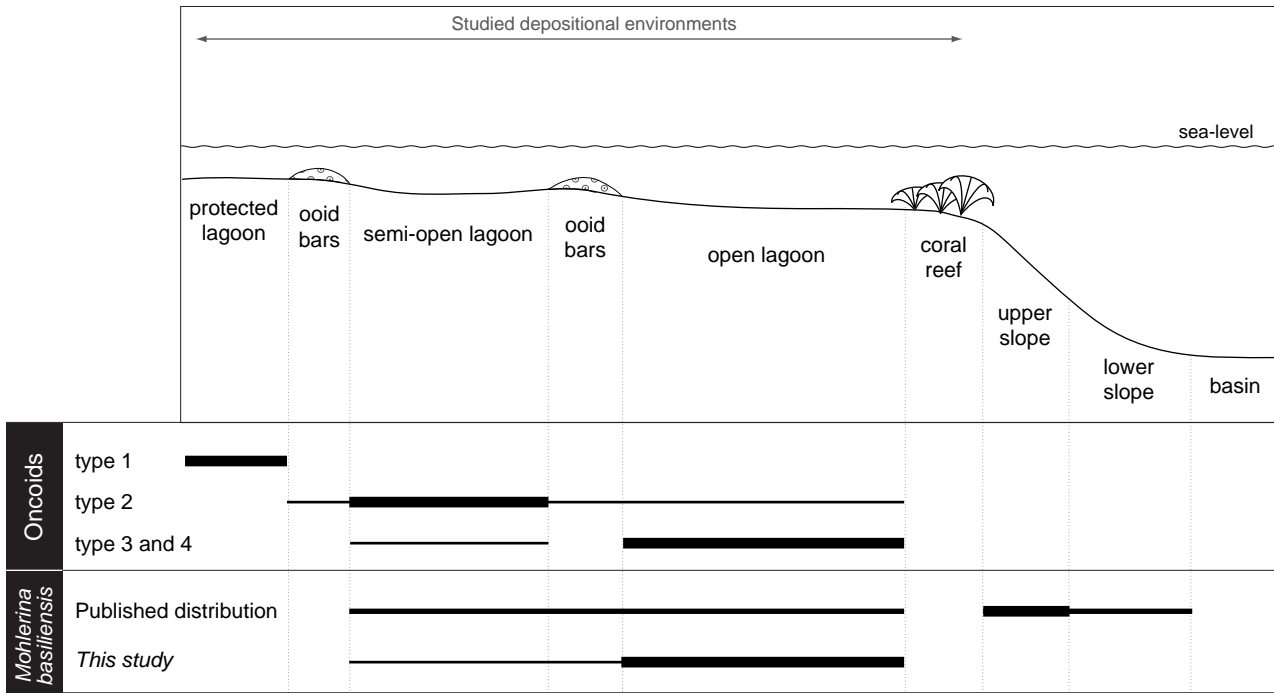 Studied depositional environments
sea-level
protected
lagoon
ooid
bars
semi-open lagoon
ooid
bars
open lagoon
coral
reef
upper
slope
lower
slope
basin
Oncoids
type 1
type 2
type 3 and 4
Mohlerina
basiliensis
Published distribution
This study